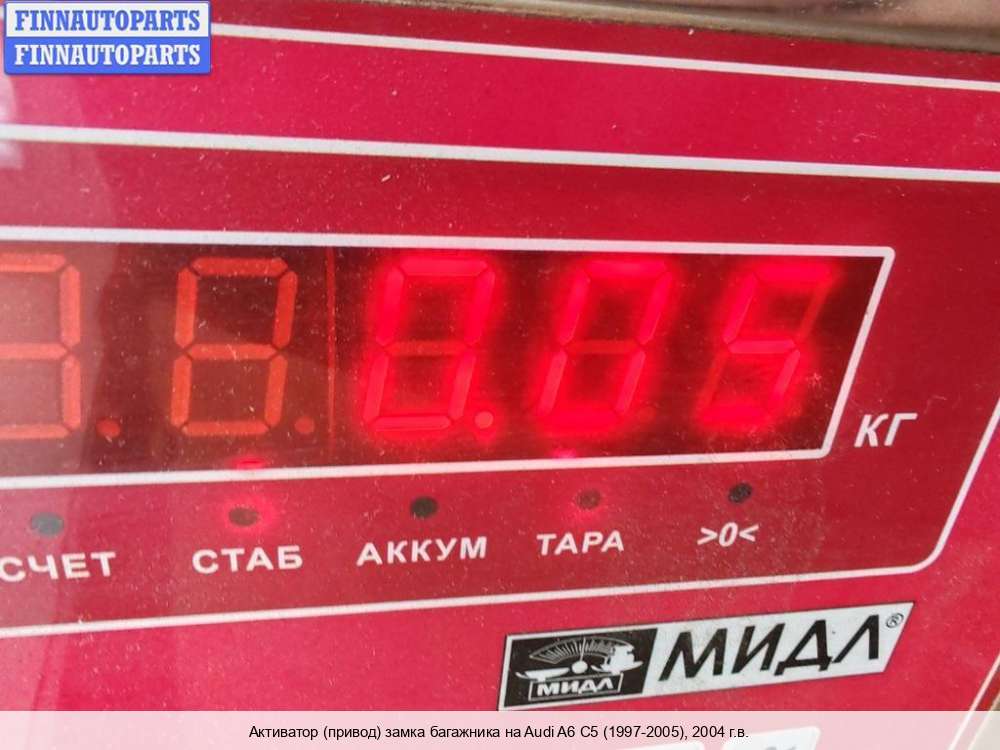 FINNAUTOPARTS
FINNAUTOPARTS
0.05
КГ
СЧЕТ СТАБ АККУМ ТАРА >0<
МИДЛ МИДЛ®
Активатор (привод) замка багажника на Audi A6 C5 (1997-2005), 2004 г.в.